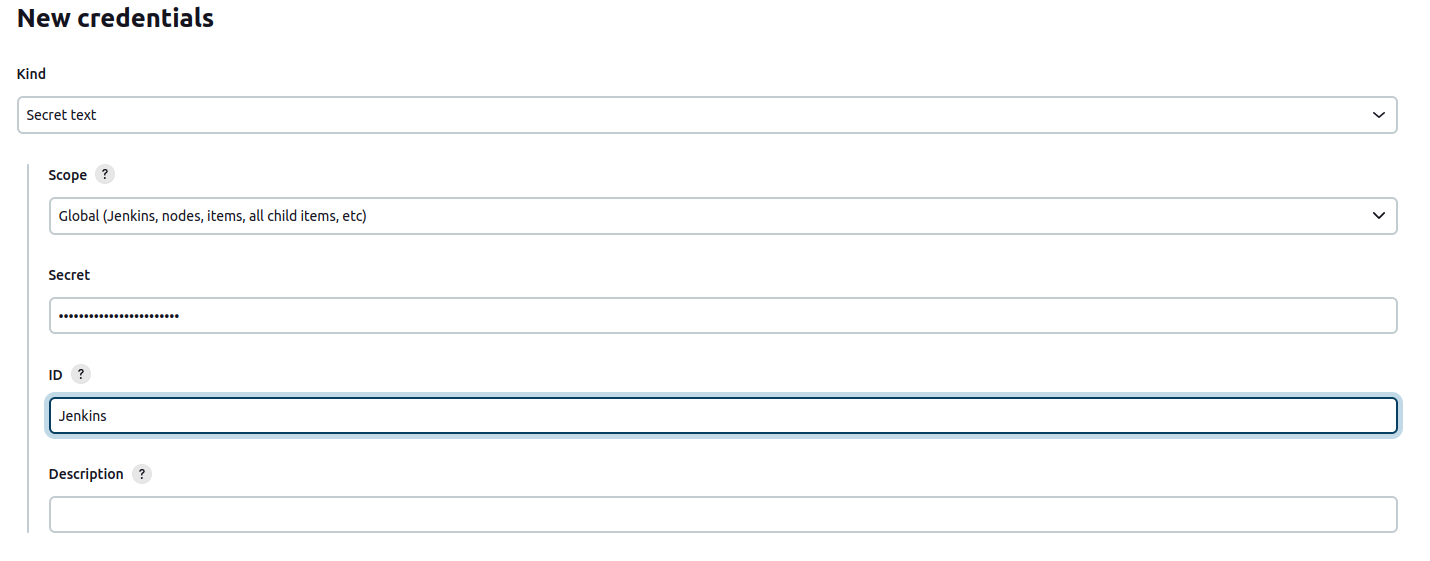 New credentials
Kind
Secret text
Scope ?
Global (Jenkins, nodes, items, all child items, etc)
Secret
••••••••••••••••••••••••
ID ?
Jenkins
Description ?